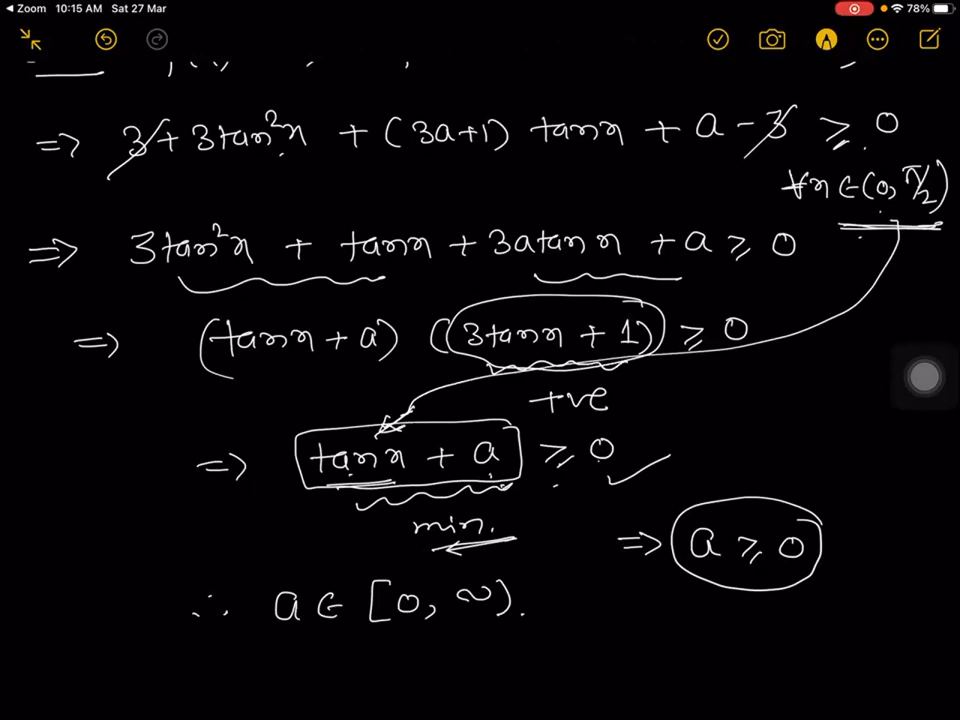 Zoom 10:15 AM Sat 27 Mar 78%
=> 3 + 3tan²x + (3a+1) tanx + a - 3 ≥ 0
∀x ∈ (0, π/2)
=> 3tan²x + tanx + 3a tanx + a ≥ 0
=> (tanx + a) (3tanx + 1) ≥ 0
+ve
=> tanx + a ≥ 0
min.
=> a ≥ 0
∴ a ∈ [0, ∞).